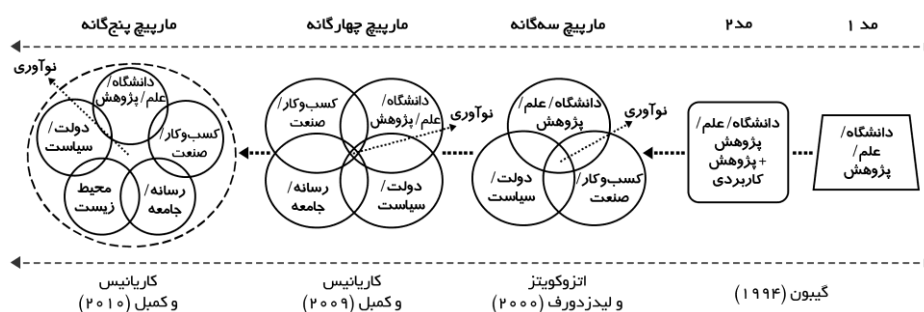 مد ۱
مد ۲
مارپیچ سه‌گانه
مارپیچ چهارگانه
مارپیچ پنج‌گانه
دانشگاه/
علم/
پژوهش
دانشگاه/علم/
پژوهش
+ پژوهش
کاربردی
نوآوری
دانشگاه/علم/
پژوهش
کسب‌وکار/
صنعت
دولت/
سیاست
نوآوری
دانشگاه/
علم/پژوهش
کسب‌وکار/
صنعت
دولت/
سیاست
رسانه/
جامعه
نوآوری
دانشگاه/
علم/
پژوهش
کسب‌وکار/
صنعت
دولت/
سیاست
رسانه/
جامعه
محیط
زیست
گیبون (۱۹۹۴)
اتزوکویتز
و لیدزدورف (۲۰۰۰)
کارپانیس
و کمبل (۲۰۰۹)
کارپانیس
و کمبل (۲۰۱۰)